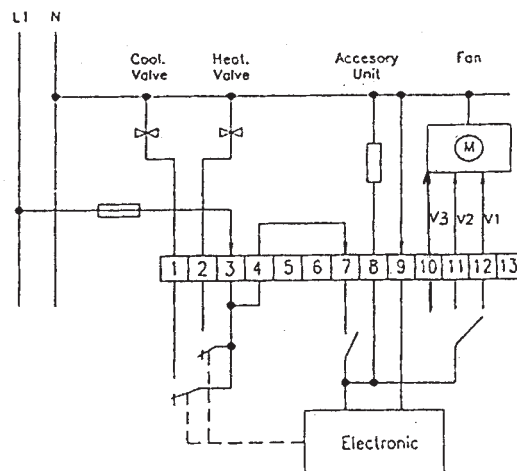 L1 N
Cool. Valve
Heat. Valve
Accesory Unit
Fan
M
V3 V2 V1
1 2 3 4 5 6 7 8 9 10 11 12 13
Electronic